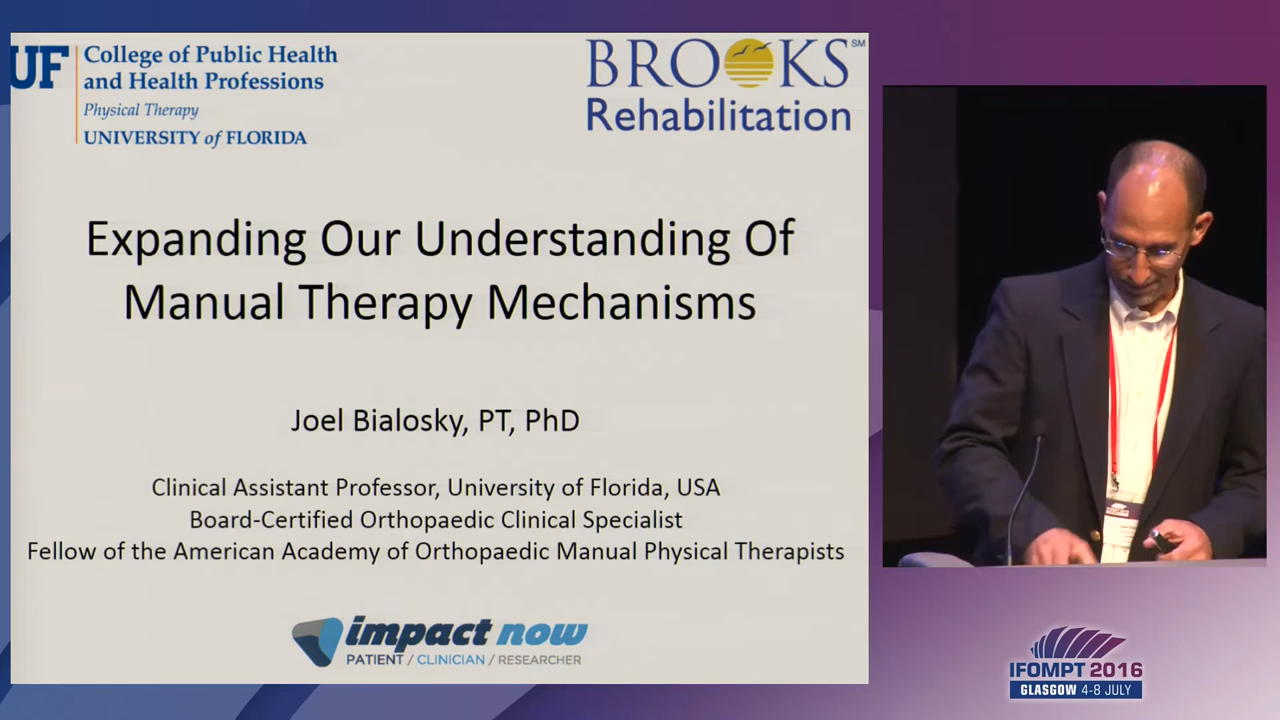 UF
College of Public Health
and Health Professions
Physical Therapy
UNIVERSITY of FLORIDA
BROOKS SM
Rehabilitation
Expanding Our Understanding Of
Manual Therapy Mechanisms
Joel Bialosky, PT, PhD
Clinical Assistant Professor, University of Florida, USA
Board-Certified Orthopaedic Clinical Specialist
Fellow of the American Academy of Orthopaedic Manual Physical Therapists
impact now
PATIENT / CLINICIAN / RESEARCHER
IFOMPT 2016
GLASGOW 4-8 JULY